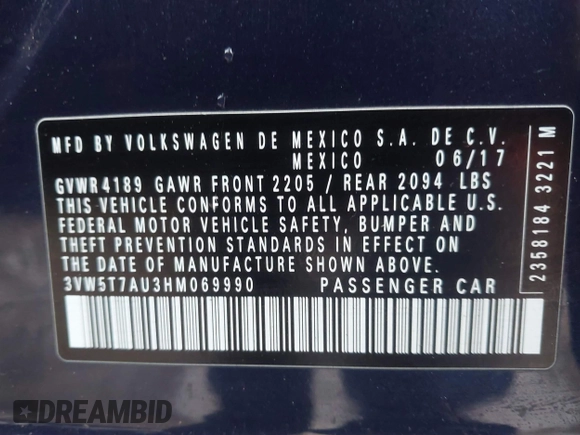 MFD BY VOLKSWAGEN DE MEXICO S.A. DE C.V.
MEXICO 06/17
GVWR4189 GAWR FRONT 2205 / REAR 2094 LBS
THIS VEHICLE CONFORMS TO ALL APPLICABLE U.S.
FEDERAL MOTOR VEHICLE SAFETY, BUMPER AND
THEFT PREVENTION STANDARDS IN EFFECT ON
THE DATE OF MANUFACTURE SHOWN ABOVE.
3VW5T7AU3HM069990 PASSENGER CAR
2358184 3221 M
DREAMBID